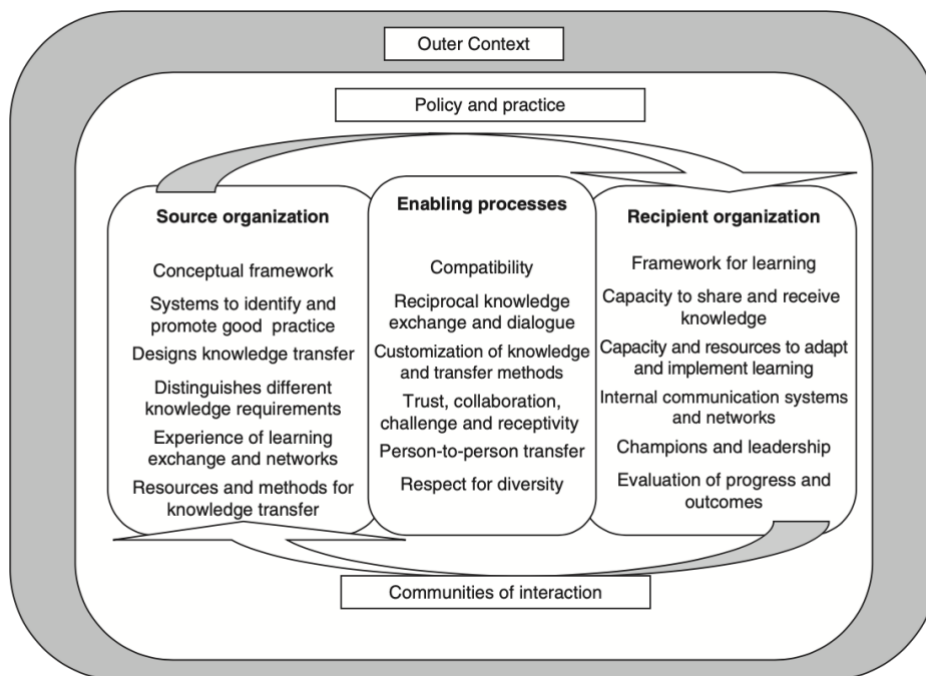 Outer Context
Policy and practice
Source organization
Conceptual framework
Systems to identify and
promote good practice
Designs knowledge transfer
Distinguishes different
knowledge requirements
Experience of learning
exchange and networks
Resources and methods for
knowledge transfer
Enabling processes
Compatibility
Reciprocal knowledge
exchange and dialogue
Customization of knowledge
and transfer methods
Trust, collaboration,
challenge and receptivity
Person-to-person transfer
Respect for diversity
Recipient organization
Framework for learning
Capacity to share and receive
knowledge
Capacity and resources to adapt
and implement learning
Internal communication systems
and networks
Champions and leadership
Evaluation of progress and
outcomes
Communities of interaction